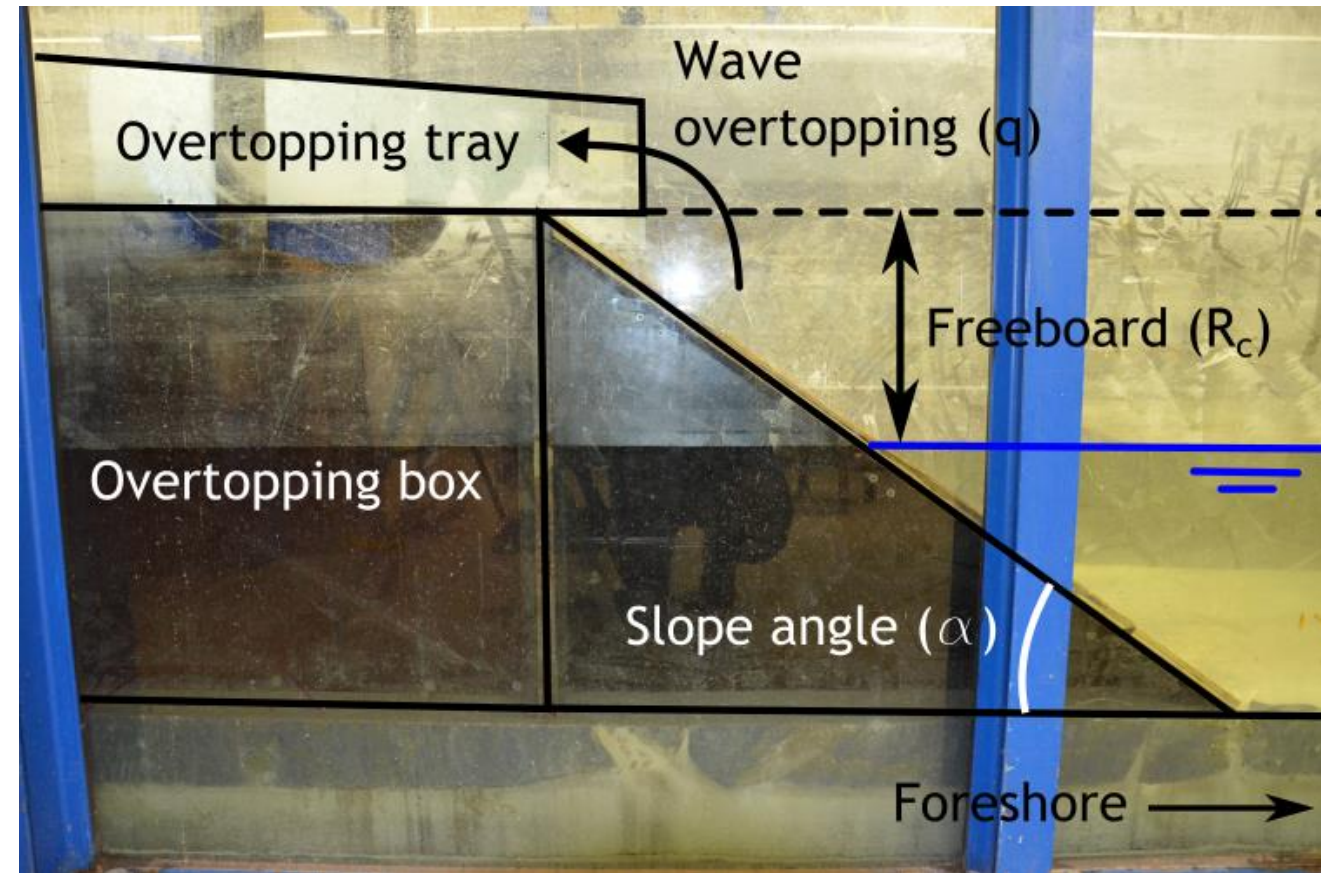 Wave
overtopping (q)
Overtopping tray
Freeboard (Rc)
Overtopping box
Slope angle (α)
Foreshore